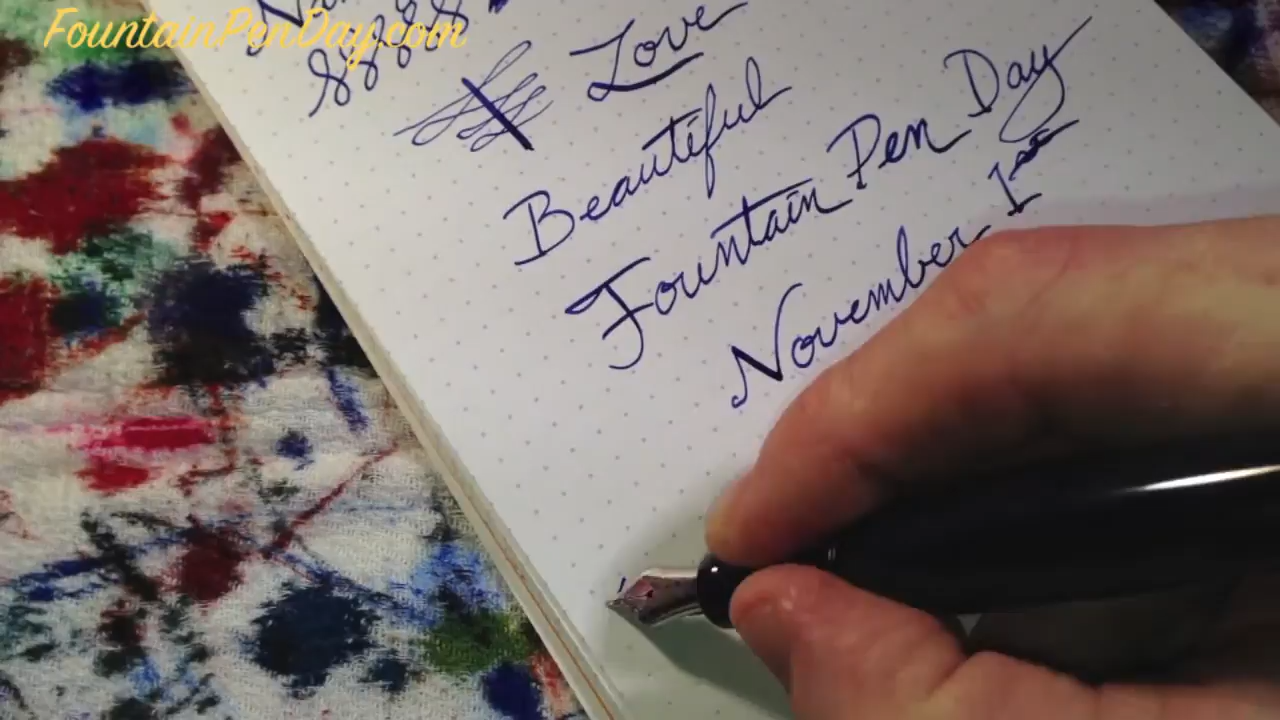 FountainPenDay.com
Love
Beautiful
Fountain Pen Day
November 1st